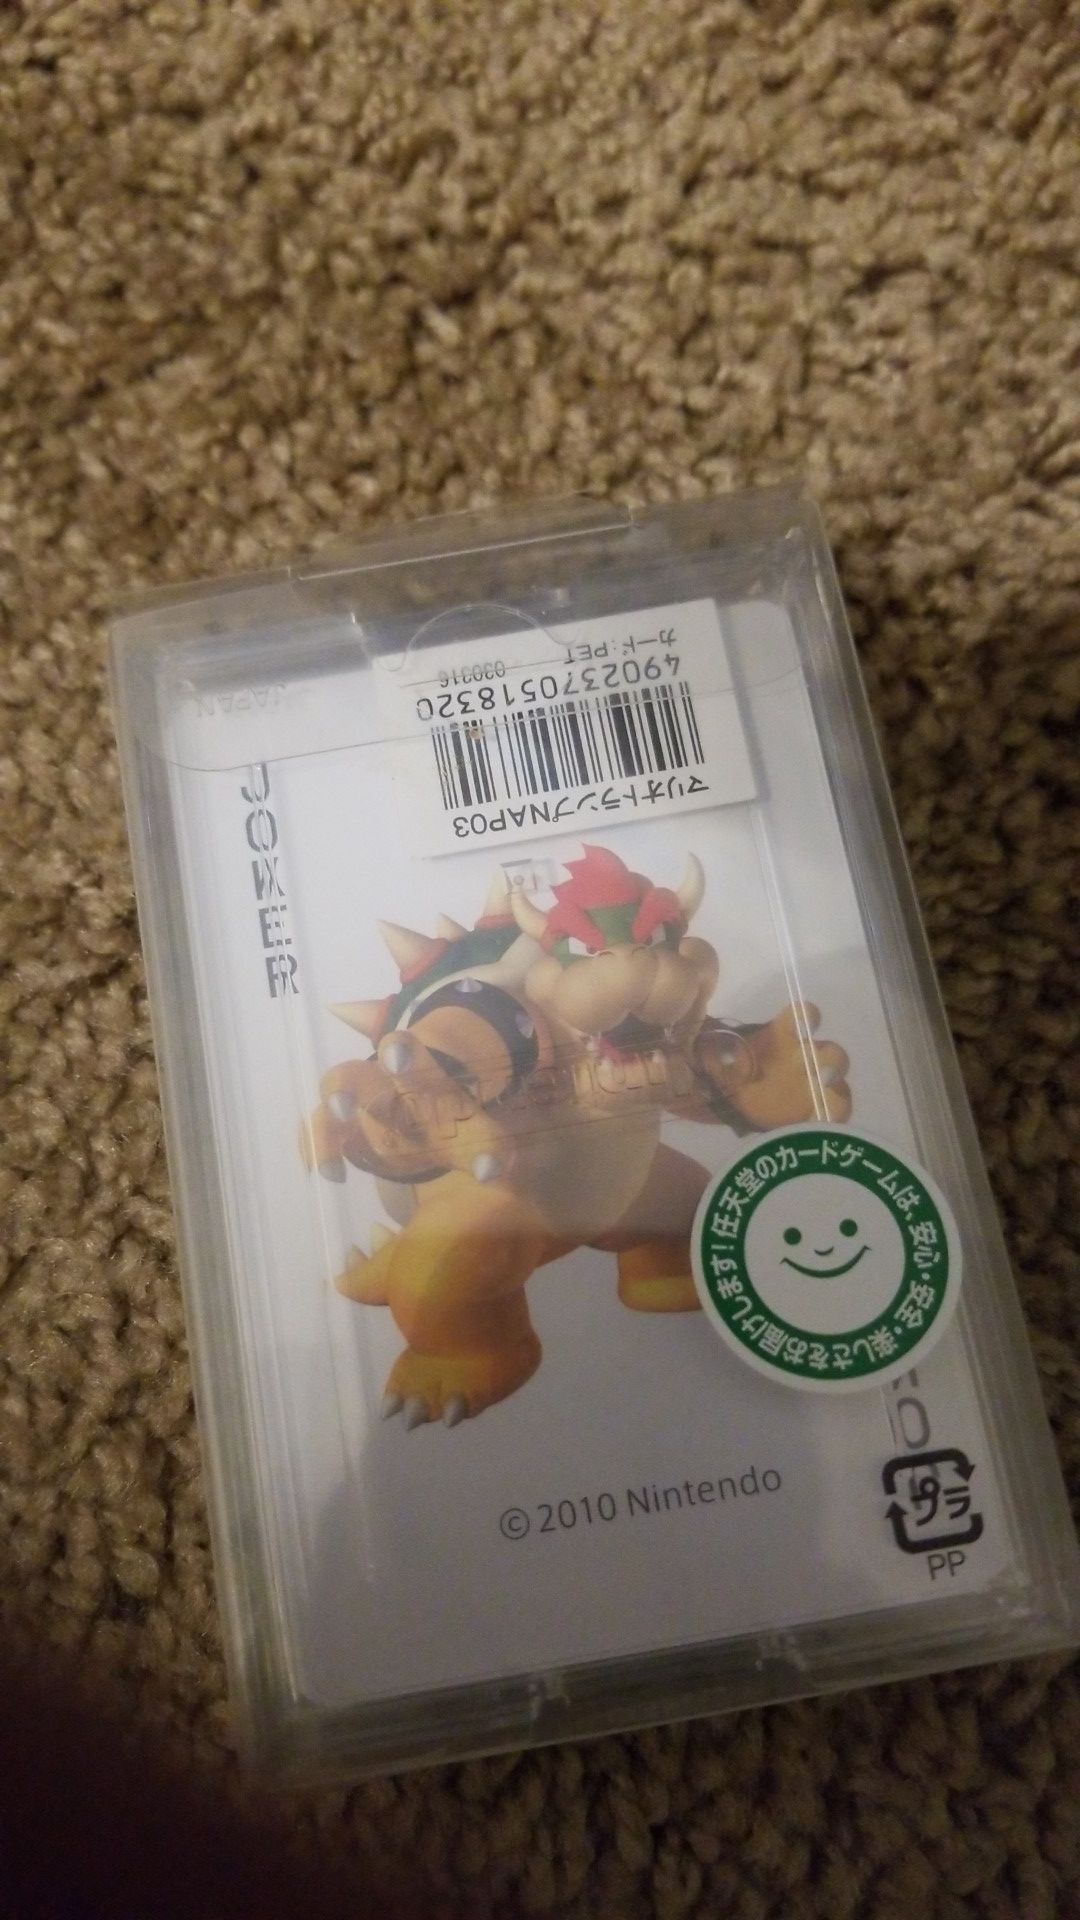 マリオトランプNAP03
4902370518320
カード:PET 030316
JAPAN
JOKER
Nintendo
任天堂のカードゲームは、安心・安全・楽しさをお届けします!
©2010 Nintendo
プラ
PP